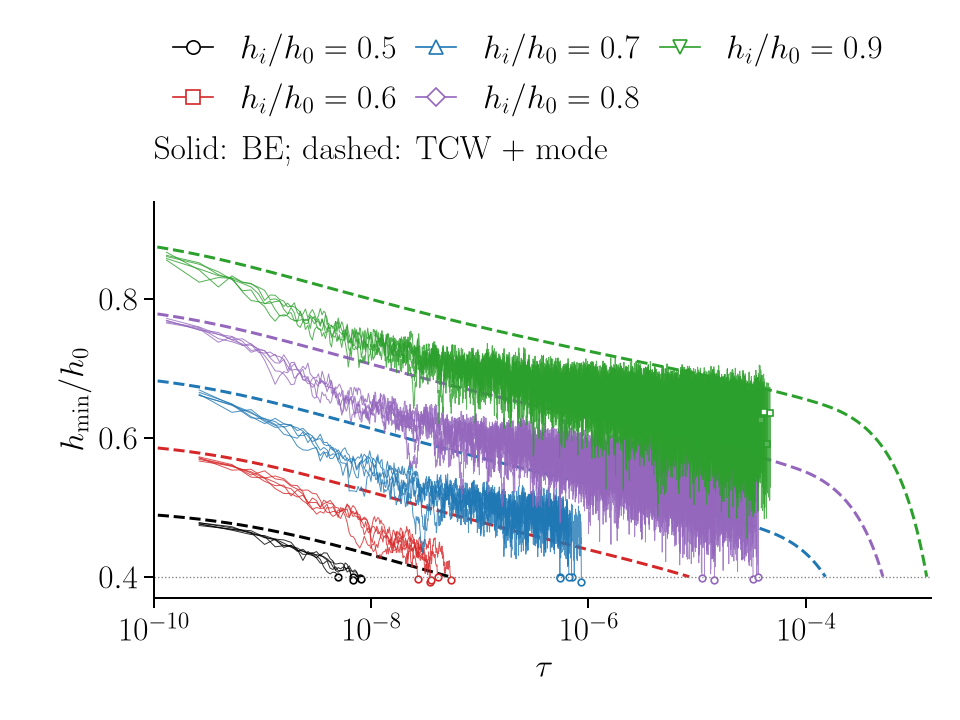 h_i/h_0 = 0.5 h_i/h_0 = 0.7 h_i/h_0 = 0.9
h_i/h_0 = 0.6 h_i/h_0 = 0.8
Solid: BE; dashed: TCW + mode
h_min/h_0
0.8
0.6
0.4
10^{-10} 10^{-8} 10^{-6} 10^{-4}
τ